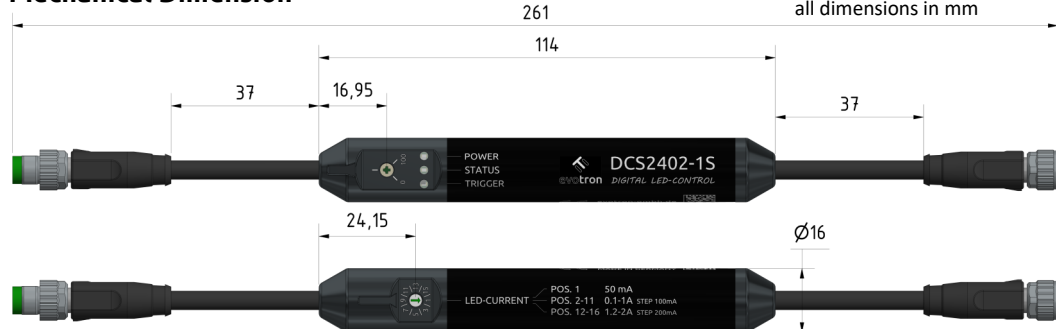 Mechanical Dimension
all dimensions in mm
261
114
37
16,95
37
0
100
POWER
STATUS
TRIGGER
evotron
DCS2402-1S
DIGITAL LED-CONTROL
24,15
Ø16
LED-CURRENT
POS. 1 50 mA
POS. 2-11 0.1-1A STEP 100mA
POS. 12-16 1.2-2A STEP 200mA